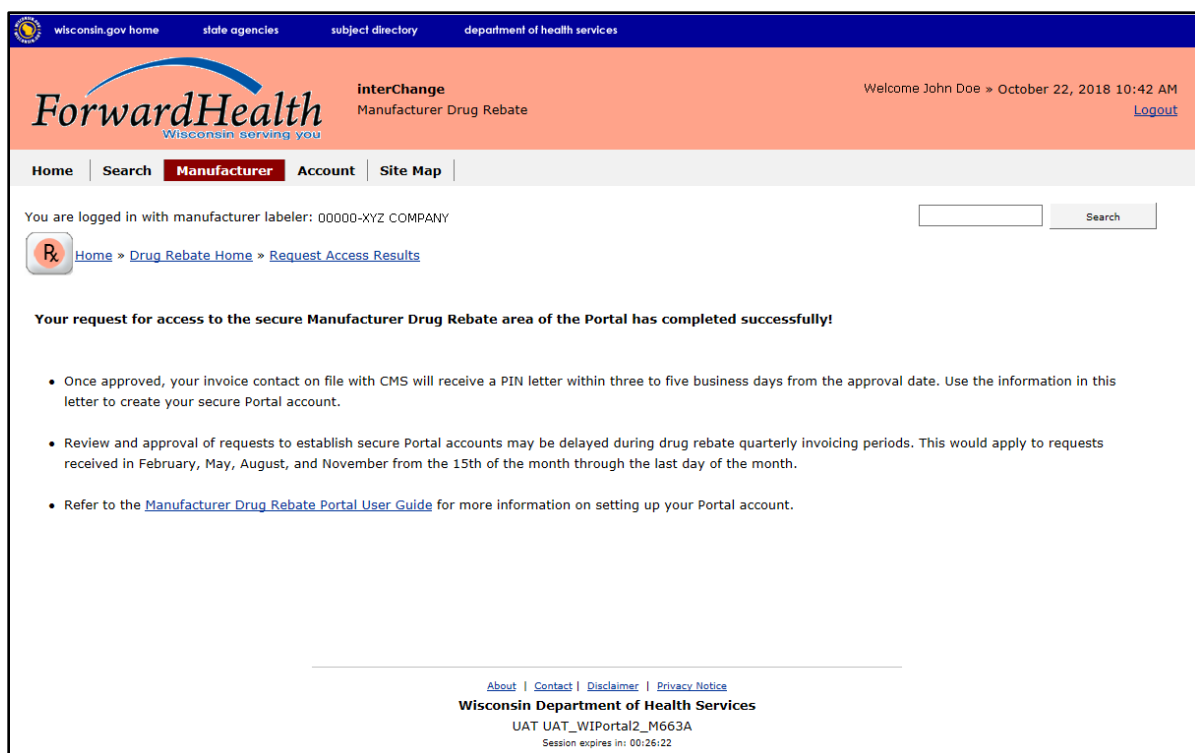 wisconsin.gov home state agencies subject directory department of health services
ForwardHealth
Wisconsin serving you
interChange
Manufacturer Drug Rebate
Welcome John Doe » October 22, 2018 10:42 AM
Logout
Home Search Manufacturer Account Site Map
You are logged in with manufacturer labeler: 00000-XYZ COMPANY
Search
Home » Drug Rebate Home » Request Access Results
Your request for access to the secure Manufacturer Drug Rebate area of the Portal has completed successfully!
• Once approved, your invoice contact on file with CMS will receive a PIN letter within three to five business days from the approval date. Use the information in this
letter to create your secure Portal account.
• Review and approval of requests to establish secure Portal accounts may be delayed during drug rebate quarterly invoicing periods. This would apply to requests
received in February, May, August, and November from the 15th of the month through the last day of the month.
• Refer to the Manufacturer Drug Rebate Portal User Guide for more information on setting up your Portal account.
About | Contact | Disclaimer | Privacy Notice
Wisconsin Department of Health Services
UAT UAT_WIPortal2_M663A
Session expires in: 00:26:22